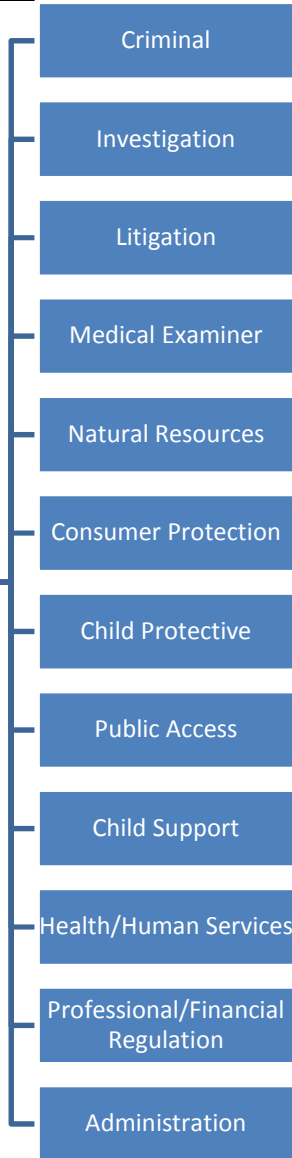 Criminal
Investigation
Litigation
Medical Examiner
Natural Resources
Consumer Protection
Child Protective
Public Access
Child Support
Health/Human Services
Professional/Financial
Regulation
Administration